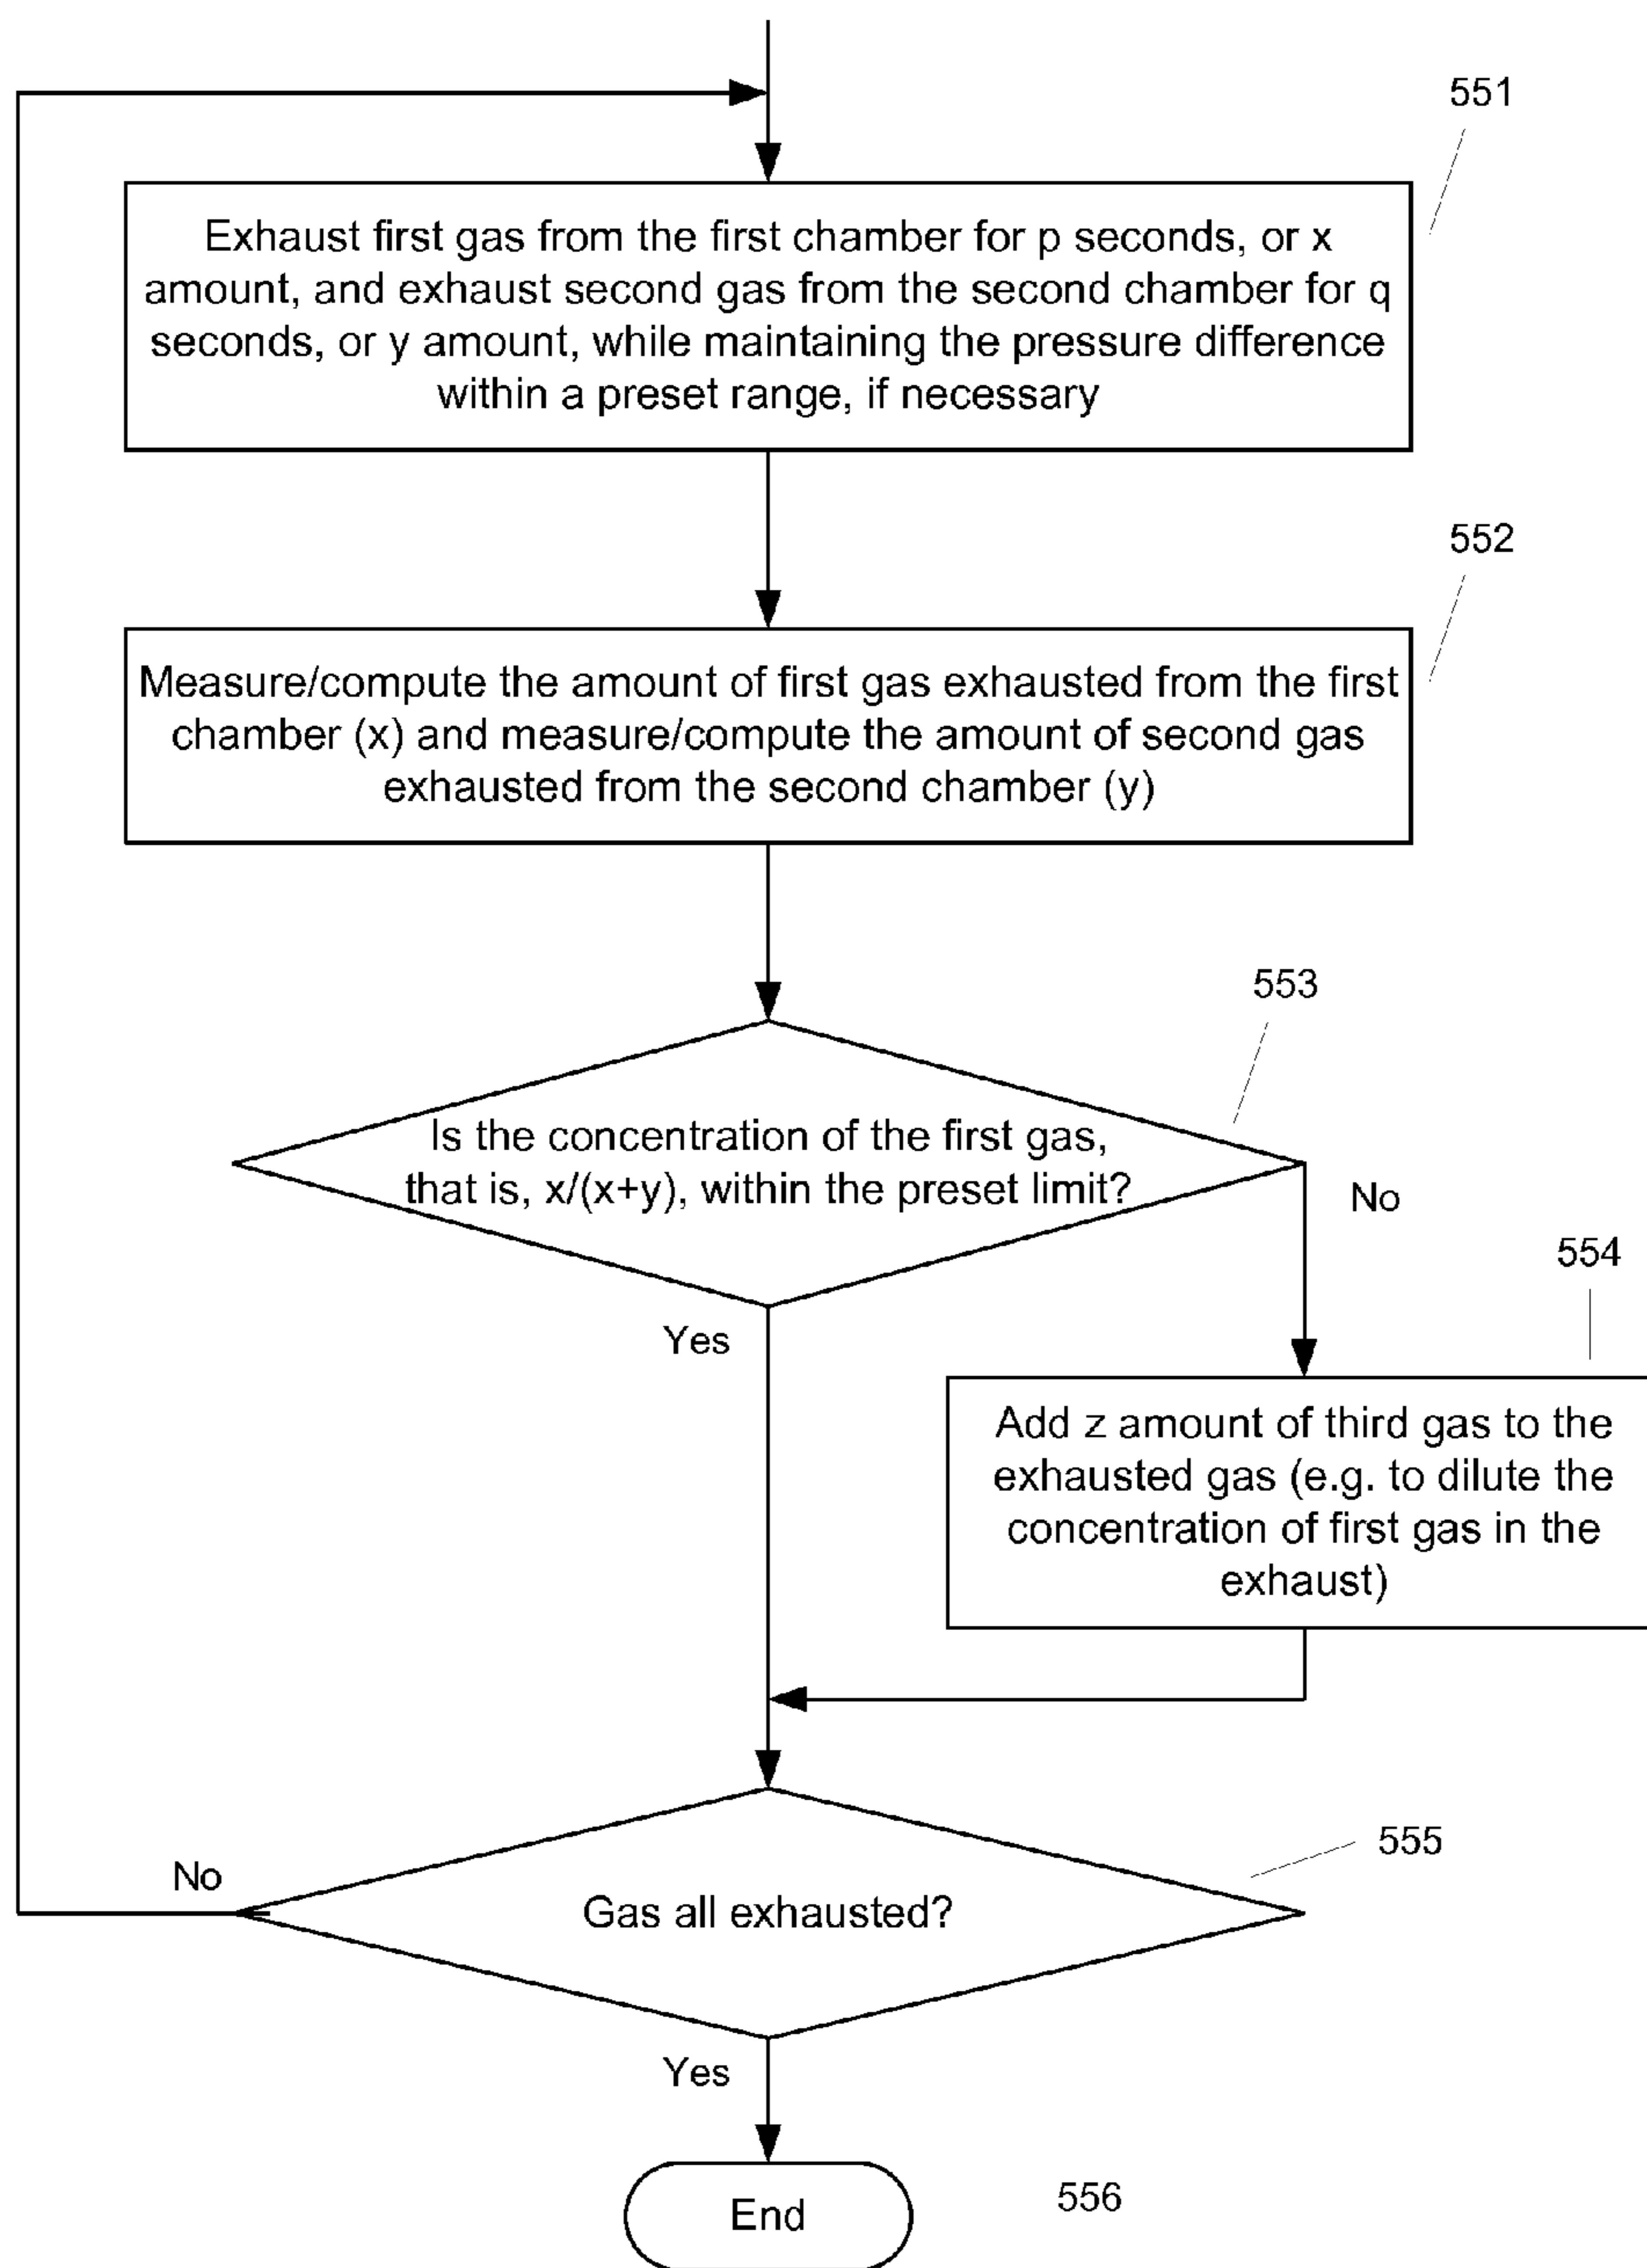 551
Exhaust first gas from the first chamber for p seconds, or x
amount, and exhaust second gas from the second chamber for q
seconds, or y amount, while maintaining the pressure difference
within a preset range, if necessary
552
Measure/compute the amount of first gas exhausted from the first
chamber (x) and measure/compute the amount of second gas
exhausted from the second chamber (y)
553
Is the concentration of the first gas,
that is, x/(x+y), within the preset limit?
No
554
Yes
Add z amount of third gas to the
exhausted gas (e.g. to dilute the
concentration of first gas in the
exhaust)
555
No
Gas all exhausted?
Yes
End
556